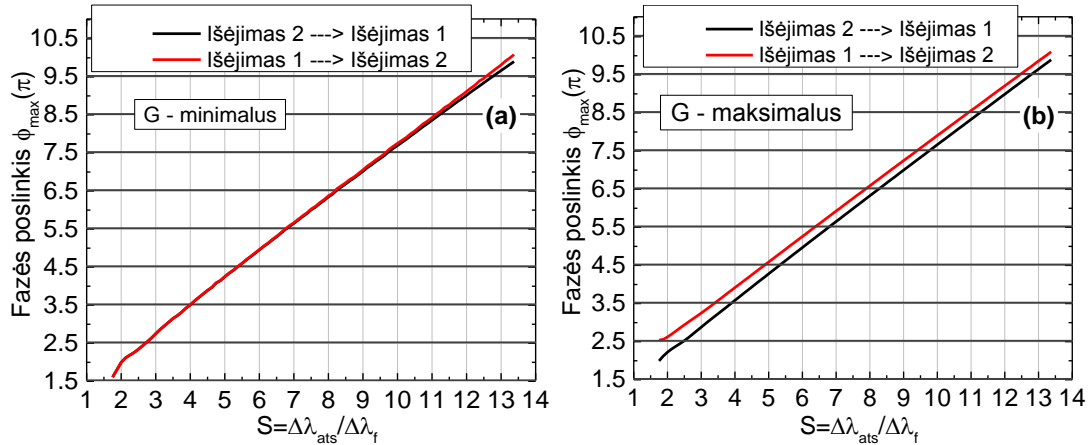 Išėjimas 2 ---> Išėjimas 1
Išėjimas 1 ---> Išėjimas 2
G - minimalus
(a)
Fazės poslinkis ϕmax(π)
10.5
9.5
8.5
7.5
6.5
5.5
4.5
3.5
2.5
1.5
1 2 3 4 5 6 7 8 9 10 11 12 13 14
S=Δλats/Δλf
Išėjimas 2 ---> Išėjimas 1
Išėjimas 1 ---> Išėjimas 2
G - maksimalus
(b)
Fazės poslinkis ϕmax(π)
10.5
9.5
8.5
7.5
6.5
5.5
4.5
3.5
2.5
1.5
1 2 3 4 5 6 7 8 9 10 11 12 13 14
S=Δλats/Δλf